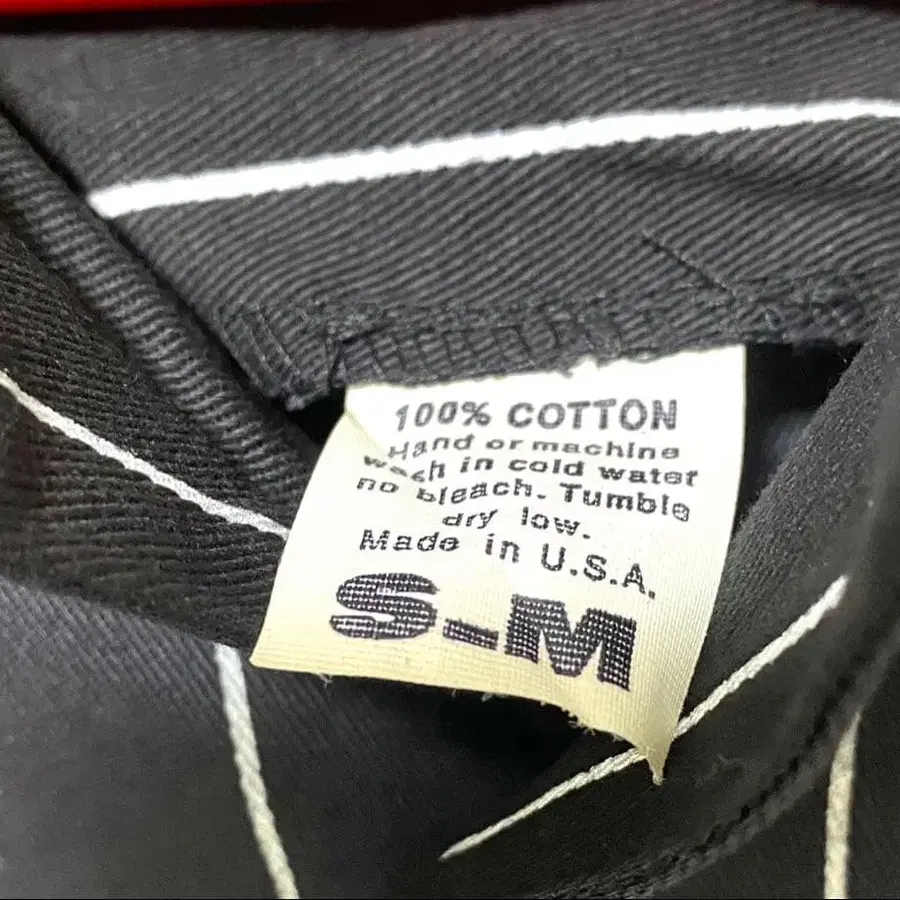 100% COTTON
Hand or machine
wash in cold water
no bleach. Tumble
dry low.
Made in U.S.A.
S-M